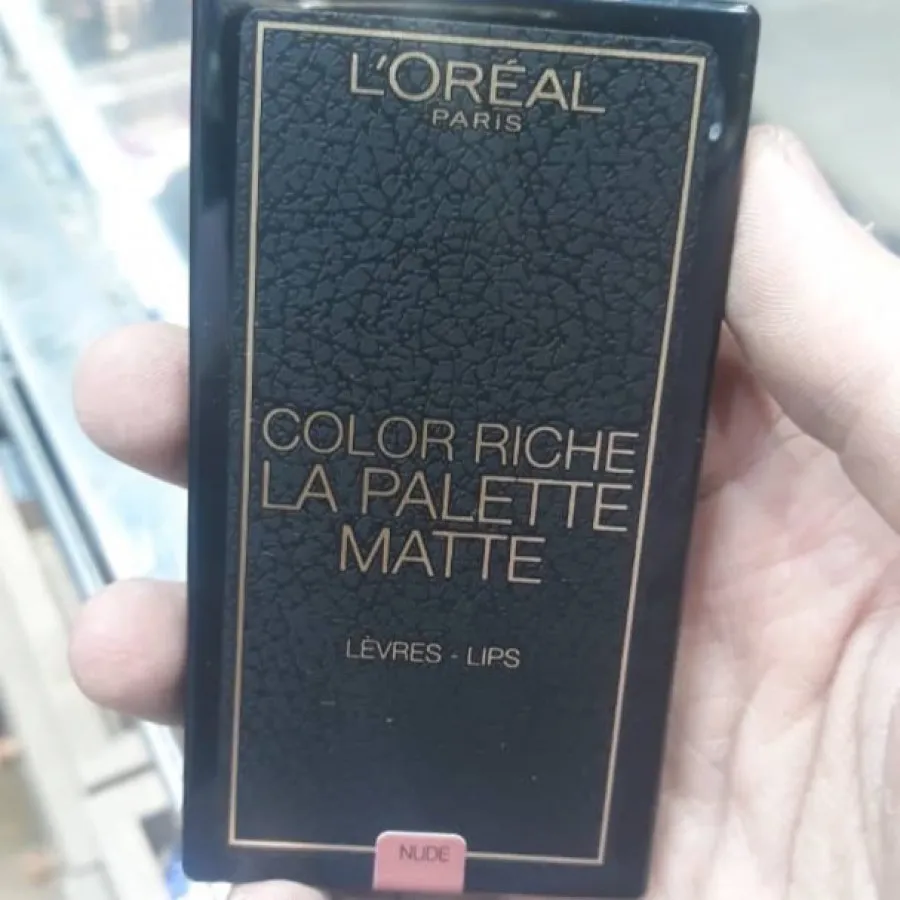 L'ORÉAL
PARIS
COLOR RICHE
LA PALETTE
MATTE
LÈVRES - LIPS
NUDE